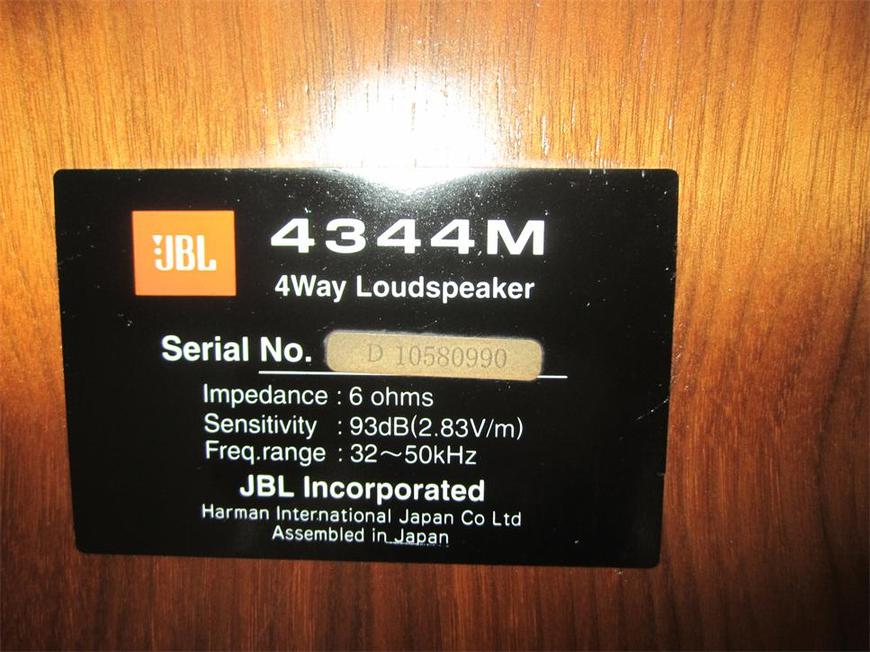 JBL
4344M
4Way Loudspeaker
Serial No. D 10580990
Impedance : 6 ohms
Sensitivity : 93dB(2.83V/m)
Freq.range : 32～50kHz
JBL Incorporated
Harman International Japan Co Ltd
Assembled in Japan